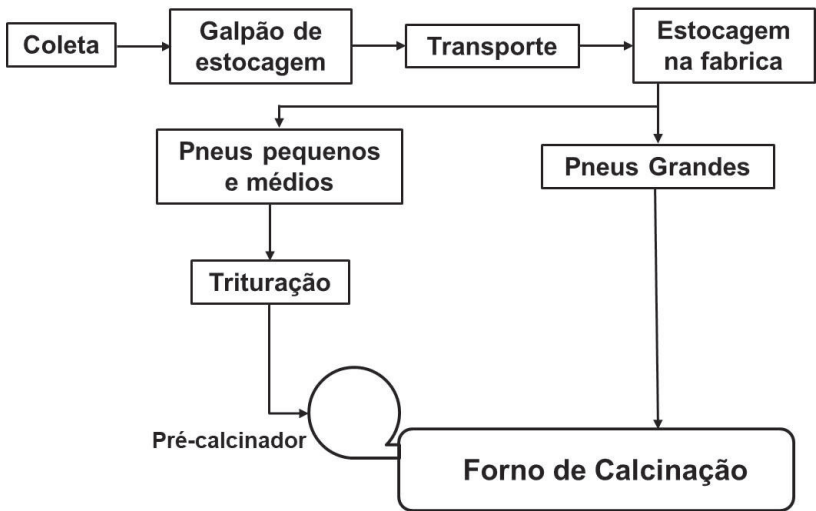 Coleta
Galpão de
estocagem
Transporte
Estocagem
na fabrica
Pneus pequenos
e médios
Pneus Grandes
Trituração
Pré-calcinador
Forno de Calcinação